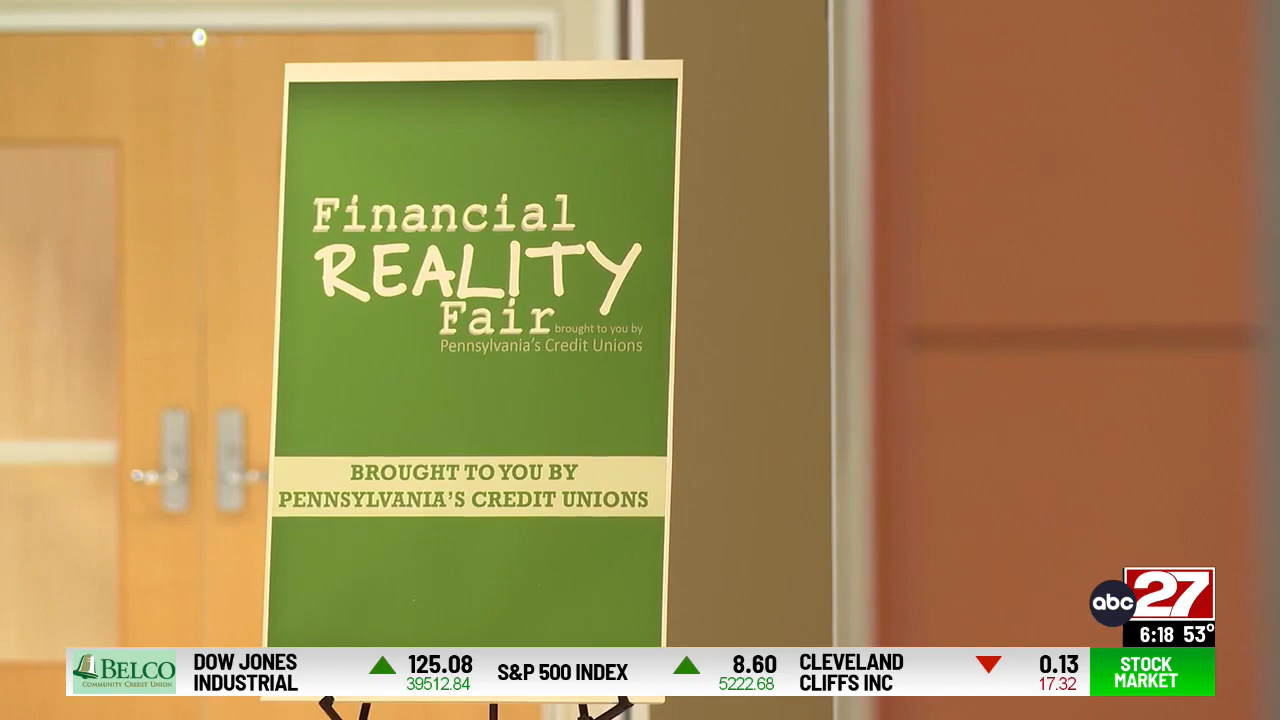 Financial
REALITY
Fair
brought to you by
Pennsylvania's Credit Unions
BROUGHT TO YOU BY
PENNSYLVANIA'S CREDIT UNIONS
abc 27
6:18 53°
BELCO
COMMUNITY CREDIT UNION
DOW JONES
INDUSTRIAL
125.08
39512.84
S&P 500 INDEX
8.60
5222.68
CLEVELAND
CLIFFS INC
0.13
17.32
STOCK
MARKET